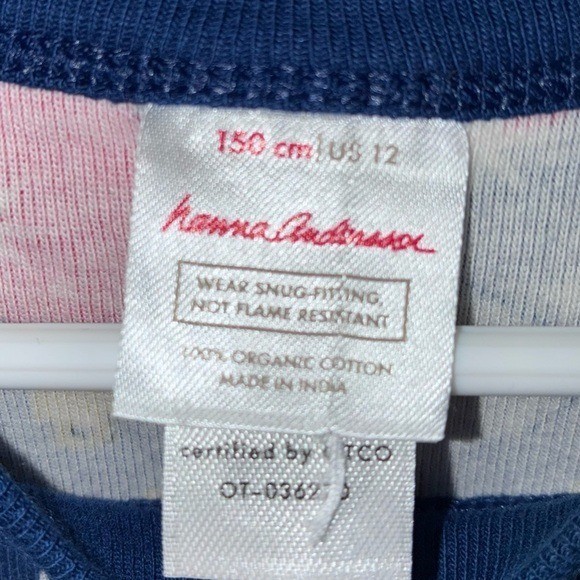 150 cm|US 12
hanna andersson
WEAR SNUG-FITTING,
NOT FLAME RESISTANT
100% ORGANIC COTTON
MADE IN INDIA
certified by OTCO